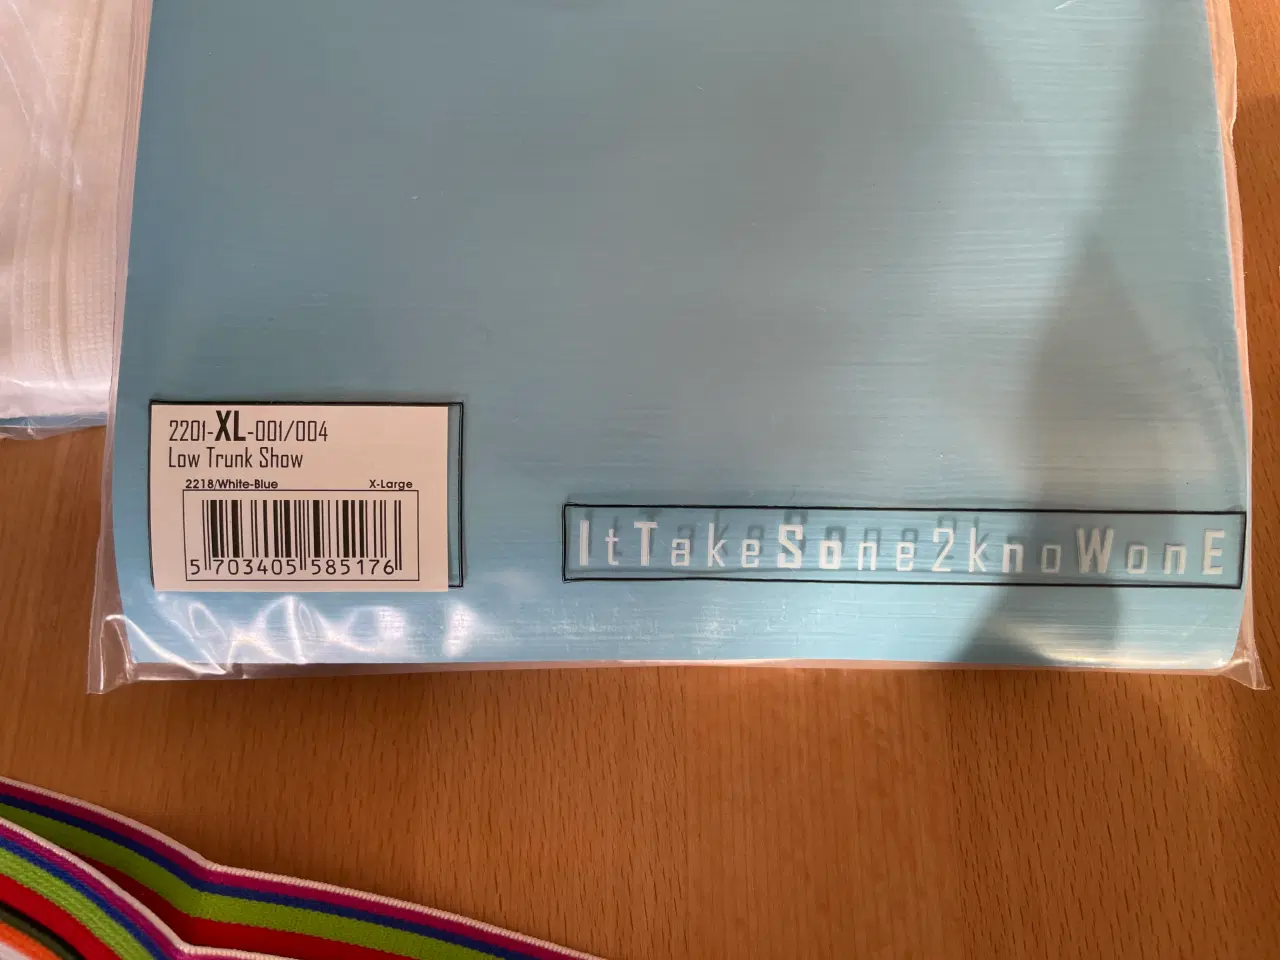 2201-XL-001/004
Low Trunk Show
2218/White-Blue X-Large
5 703405 585176
ItTakeSone2knoWonE